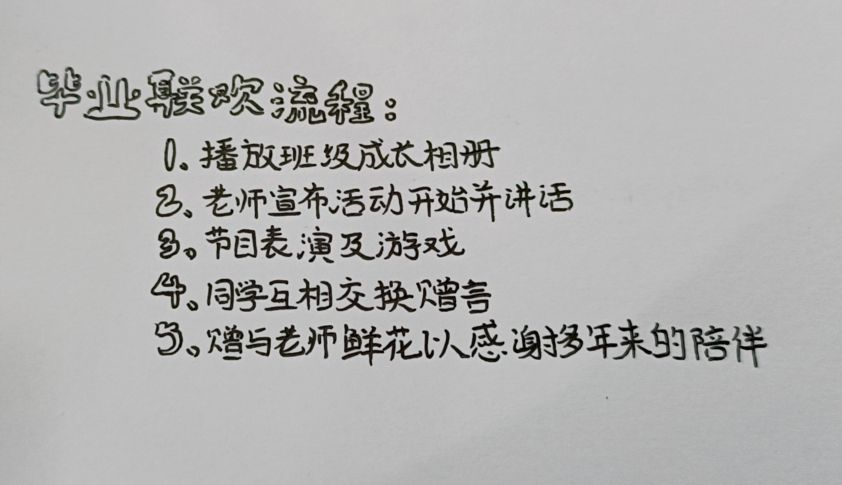 毕业联欢流程:
1、播放班级成长相册
2、老师宣布活动开始并讲话
3、节目表演及游戏
4、同学互相交换赠言
5、赠与老师鲜花以感谢多年来的陪伴